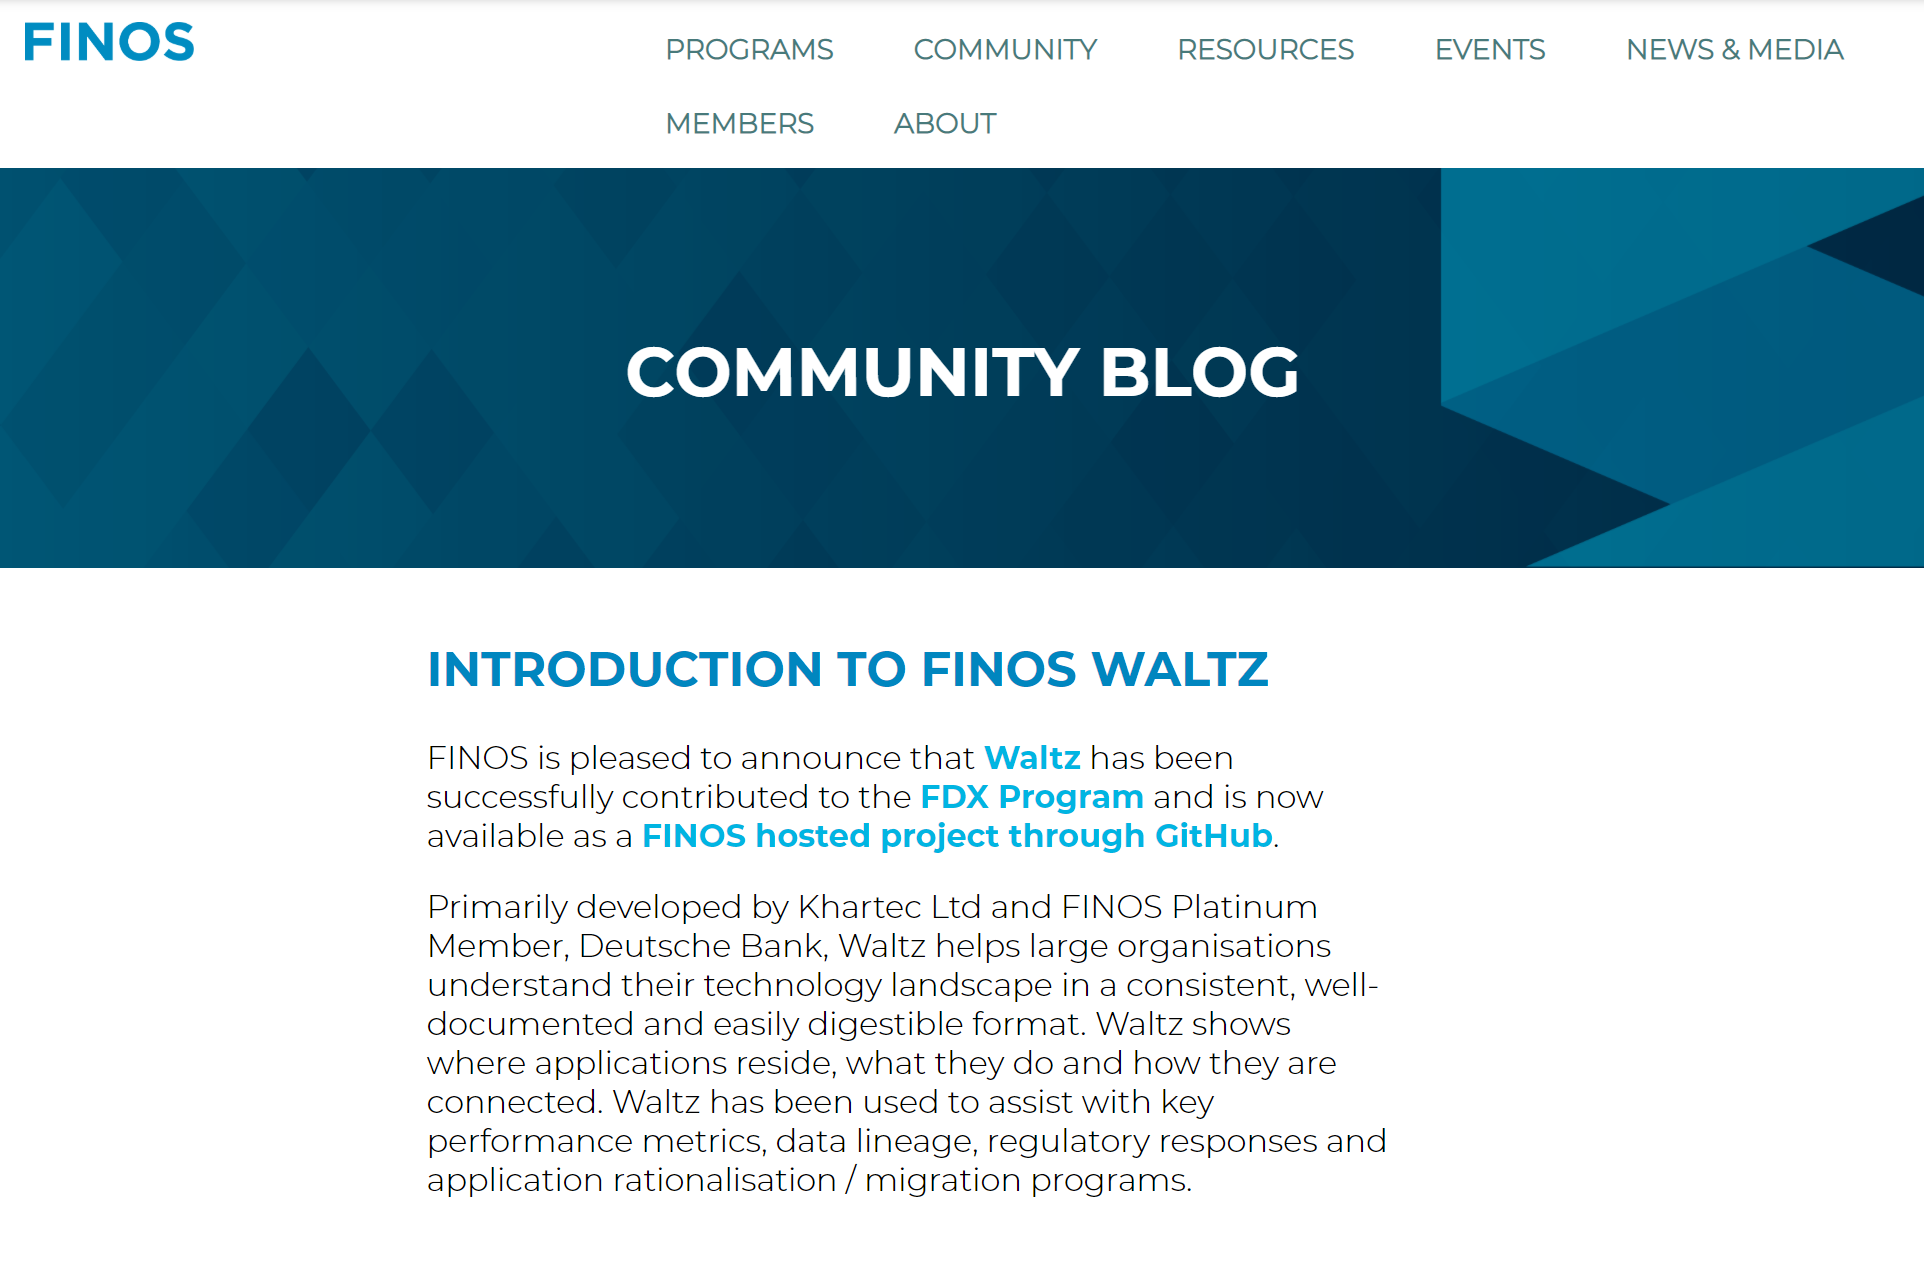 FINOS
PROGRAMS COMMUNITY RESOURCES EVENTS NEWS & MEDIA
MEMBERS ABOUT
COMMUNITY BLOG
INTRODUCTION TO FINOS WALTZ
FINOS is pleased to announce that Waltz has been
successfully contributed to the FDX Program and is now
available as a FINOS hosted project through GitHub.
Primarily developed by Khartec Ltd and FINOS Platinum
Member, Deutsche Bank, Waltz helps large organisations
understand their technology landscape in a consistent, well-
documented and easily digestible format. Waltz shows
where applications reside, what they do and how they are
connected. Waltz has been used to assist with key
performance metrics, data lineage, regulatory responses and
application rationalisation / migration programs.